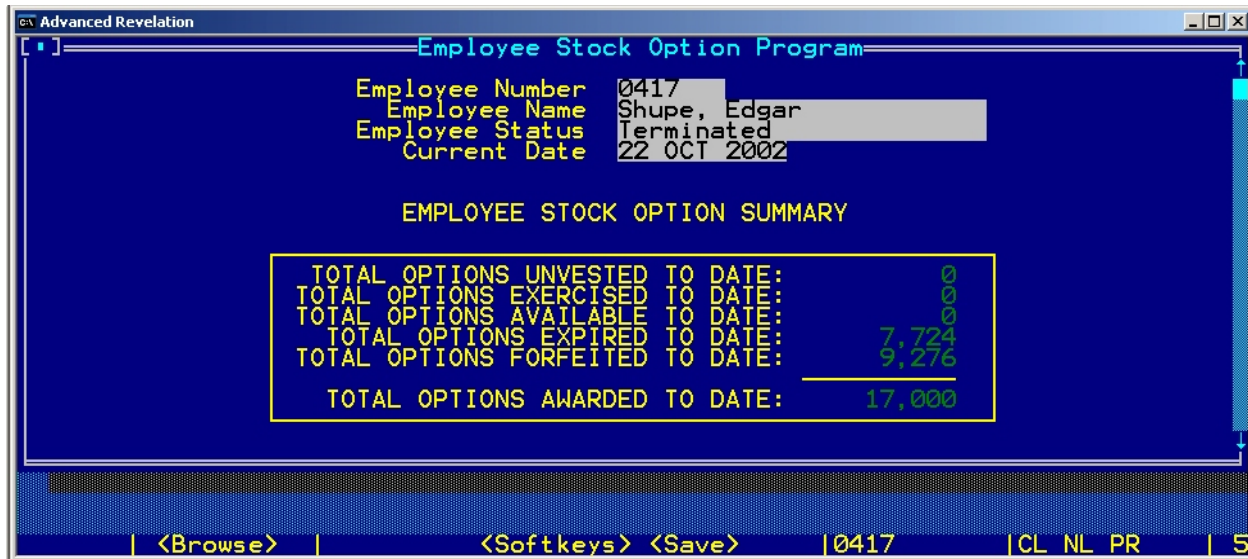 Advanced Revelation
Employee Stock Option Program
Employee Number 0417
Employee Name Shupe, Edgar
Employee Status Terminated
Current Date 22 OCT 2002
EMPLOYEE STOCK OPTION SUMMARY
TOTAL OPTIONS UNVESTED TO DATE: 0
TOTAL OPTIONS EXERCISED TO DATE: 0
TOTAL OPTIONS AVAILABLE TO DATE: 0
TOTAL OPTIONS EXPIRED TO DATE: 7,724
TOTAL OPTIONS FORFEITED TO DATE: 9,276
TOTAL OPTIONS AWARDED TO DATE: 17,000
| <Browse> | <Softkeys> <Save> |0417 |CL NL PR | 5